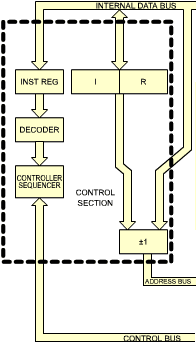 INTERNAL DATA BUS
INST REG
I
R
DECODER
CONTROLLER
SEQUENCER
CONTROL
SECTION
±1
ADDRESS BUS
CONTROL BUS